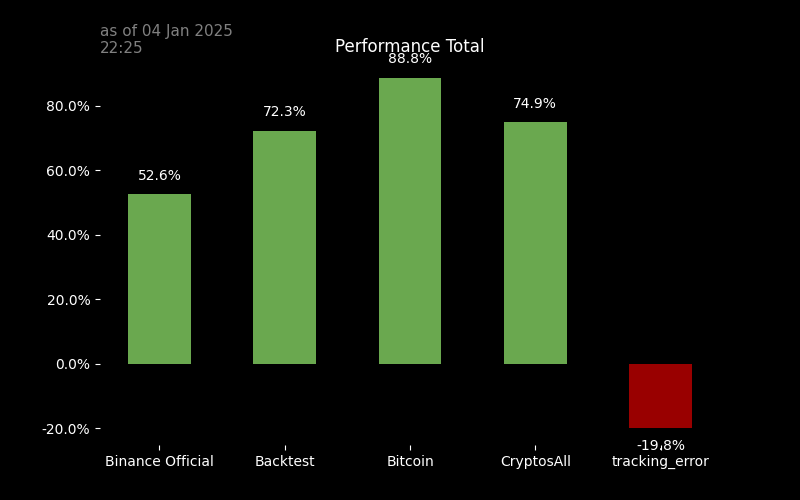 as of 04 Jan 2025
22:25
Performance Total
88.8%
80.0%
72.3%
74.9%
60.0%
52.6%
40.0%
20.0%
0.0%
-20.0%
-19.8%
Binance Official
Backtest
Bitcoin
CryptosAll
tracking_error